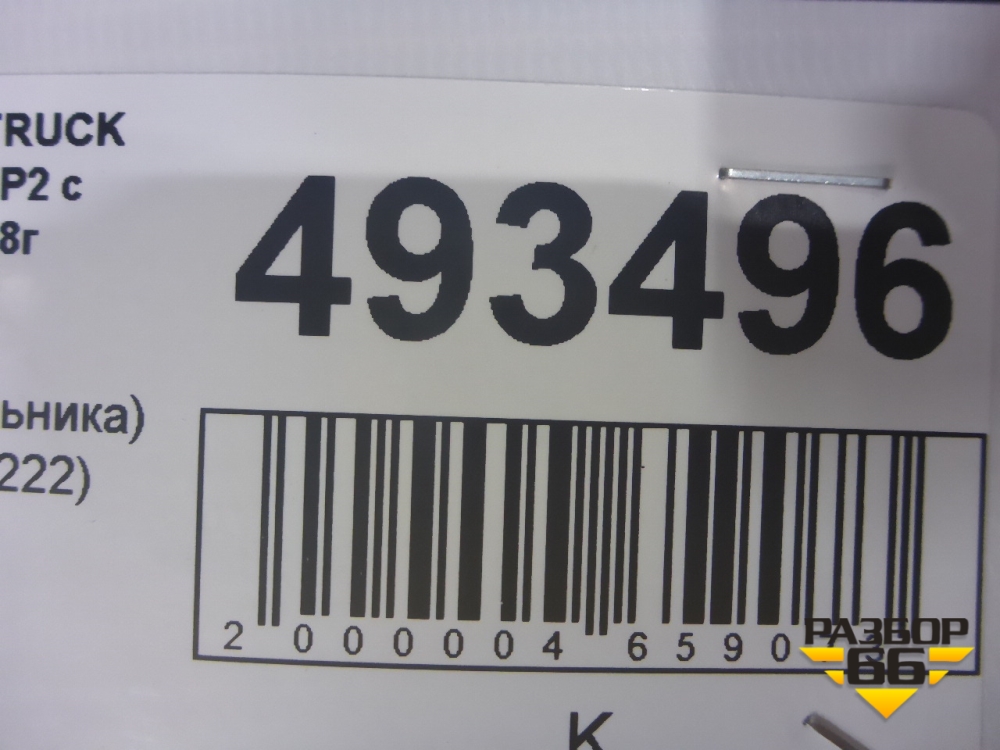 TRUCK
P2 с
8г
493496
ьника)
222)
2 000004 6590
К
РАЗБОР
66